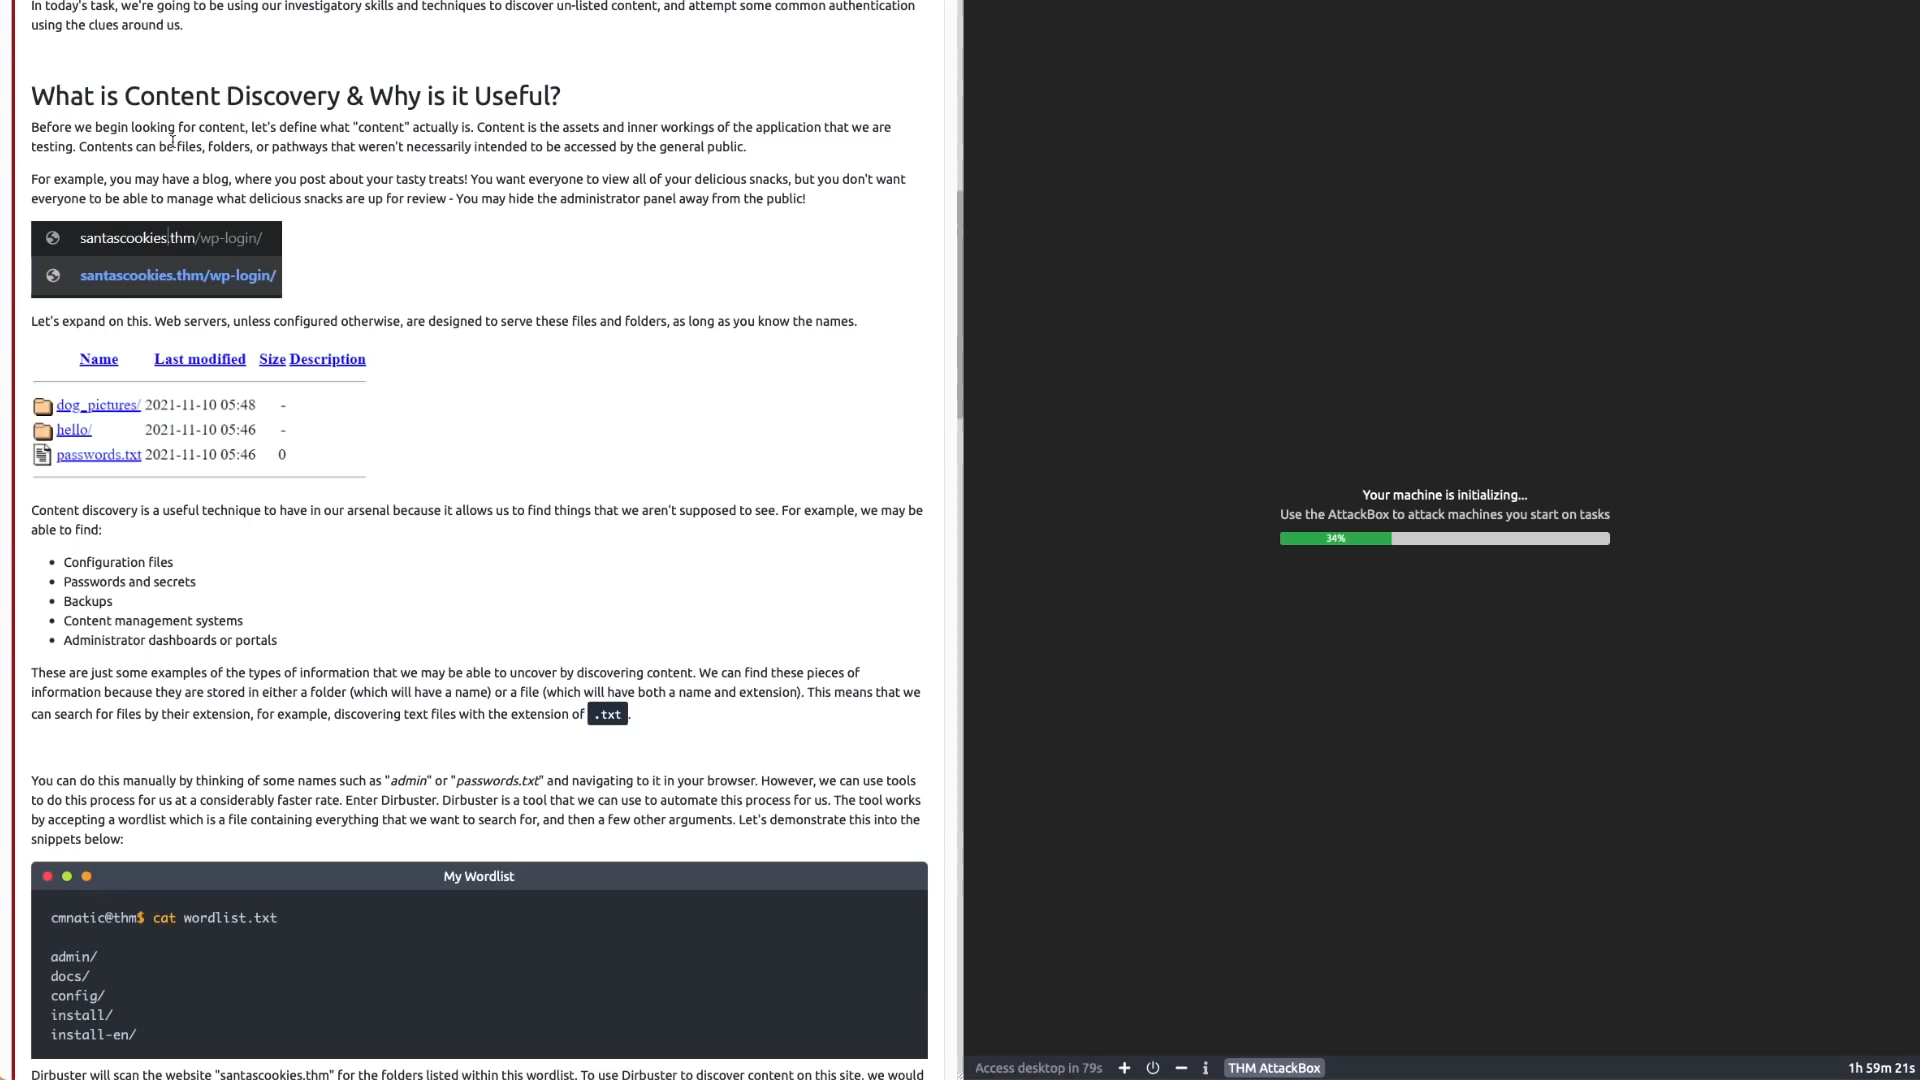 In today's task, we're going to be using our investigatory skills and techniques to discover un-listed content, and attempt some common authentication
using the clues around us.
What is Content Discovery & Why is it Useful?
Before we begin looking for content, let's define what "content" actually is. Content is the assets and inner workings of the application that we are
testing. Contents can be files, folders, or pathways that weren't necessarily intended to be accessed by the general public.
For example, you may have a blog, where you post about your tasty treats! You want everyone to view all of your delicious snacks, but you don't want
everyone to be able to manage what delicious snacks are up for review - You may hide the administrator panel away from the public!
santascookies.thm/wp-login/
santascookies.thm/wp-login/
Let's expand on this. Web servers, unless configured otherwise, are designed to serve these files and folders, as long as you know the names.
Name Last modified Size Description
dog_pictures/ 2021-11-10 05:48 -
hello/ 2021-11-10 05:46 -
passwords.txt 2021-11-10 05:46 0
Content discovery is a useful technique to have in our arsenal because it allows us to find things that we aren't supposed to see. For example, we may be
able to find:
• Configuration files
• Passwords and secrets
• Backups
• Content management systems
• Administrator dashboards or portals
These are just some examples of the types of information that we may be able to uncover by discovering content. We can find these pieces of
information because they are stored in either a folder (which will have a name) or a file (which will have both a name and extension). This means that we
can search for files by their extension, for example, discovering text files with the extension of .txt.
You can do this manually by thinking of some names such as "admin" or "passwords.txt" and navigating to it in your browser. However, we can use tools
to do this process for us at a considerably faster rate. Enter Dirbuster. Dirbuster is a tool that we can use to automate this process for us. The tool works
by accepting a wordlist which is a file containing everything that we want to search for, and then a few other arguments. Let's demonstrate this into the
snippets below:
My Wordlist
cmnatic@thm$ cat wordlist.txt
admin/
docs/
config/
install/
install-en/
Dirbuster will scan the website "santascookies.thm" for the folders listed within this wordlist. To use Dirbuster to discover content on this site, we would
Your machine is initializing...
Use the AttackBox to attack machines you start on tasks
34%
Access desktop in 79s + − i THM AttackBox 1h 59m 21s